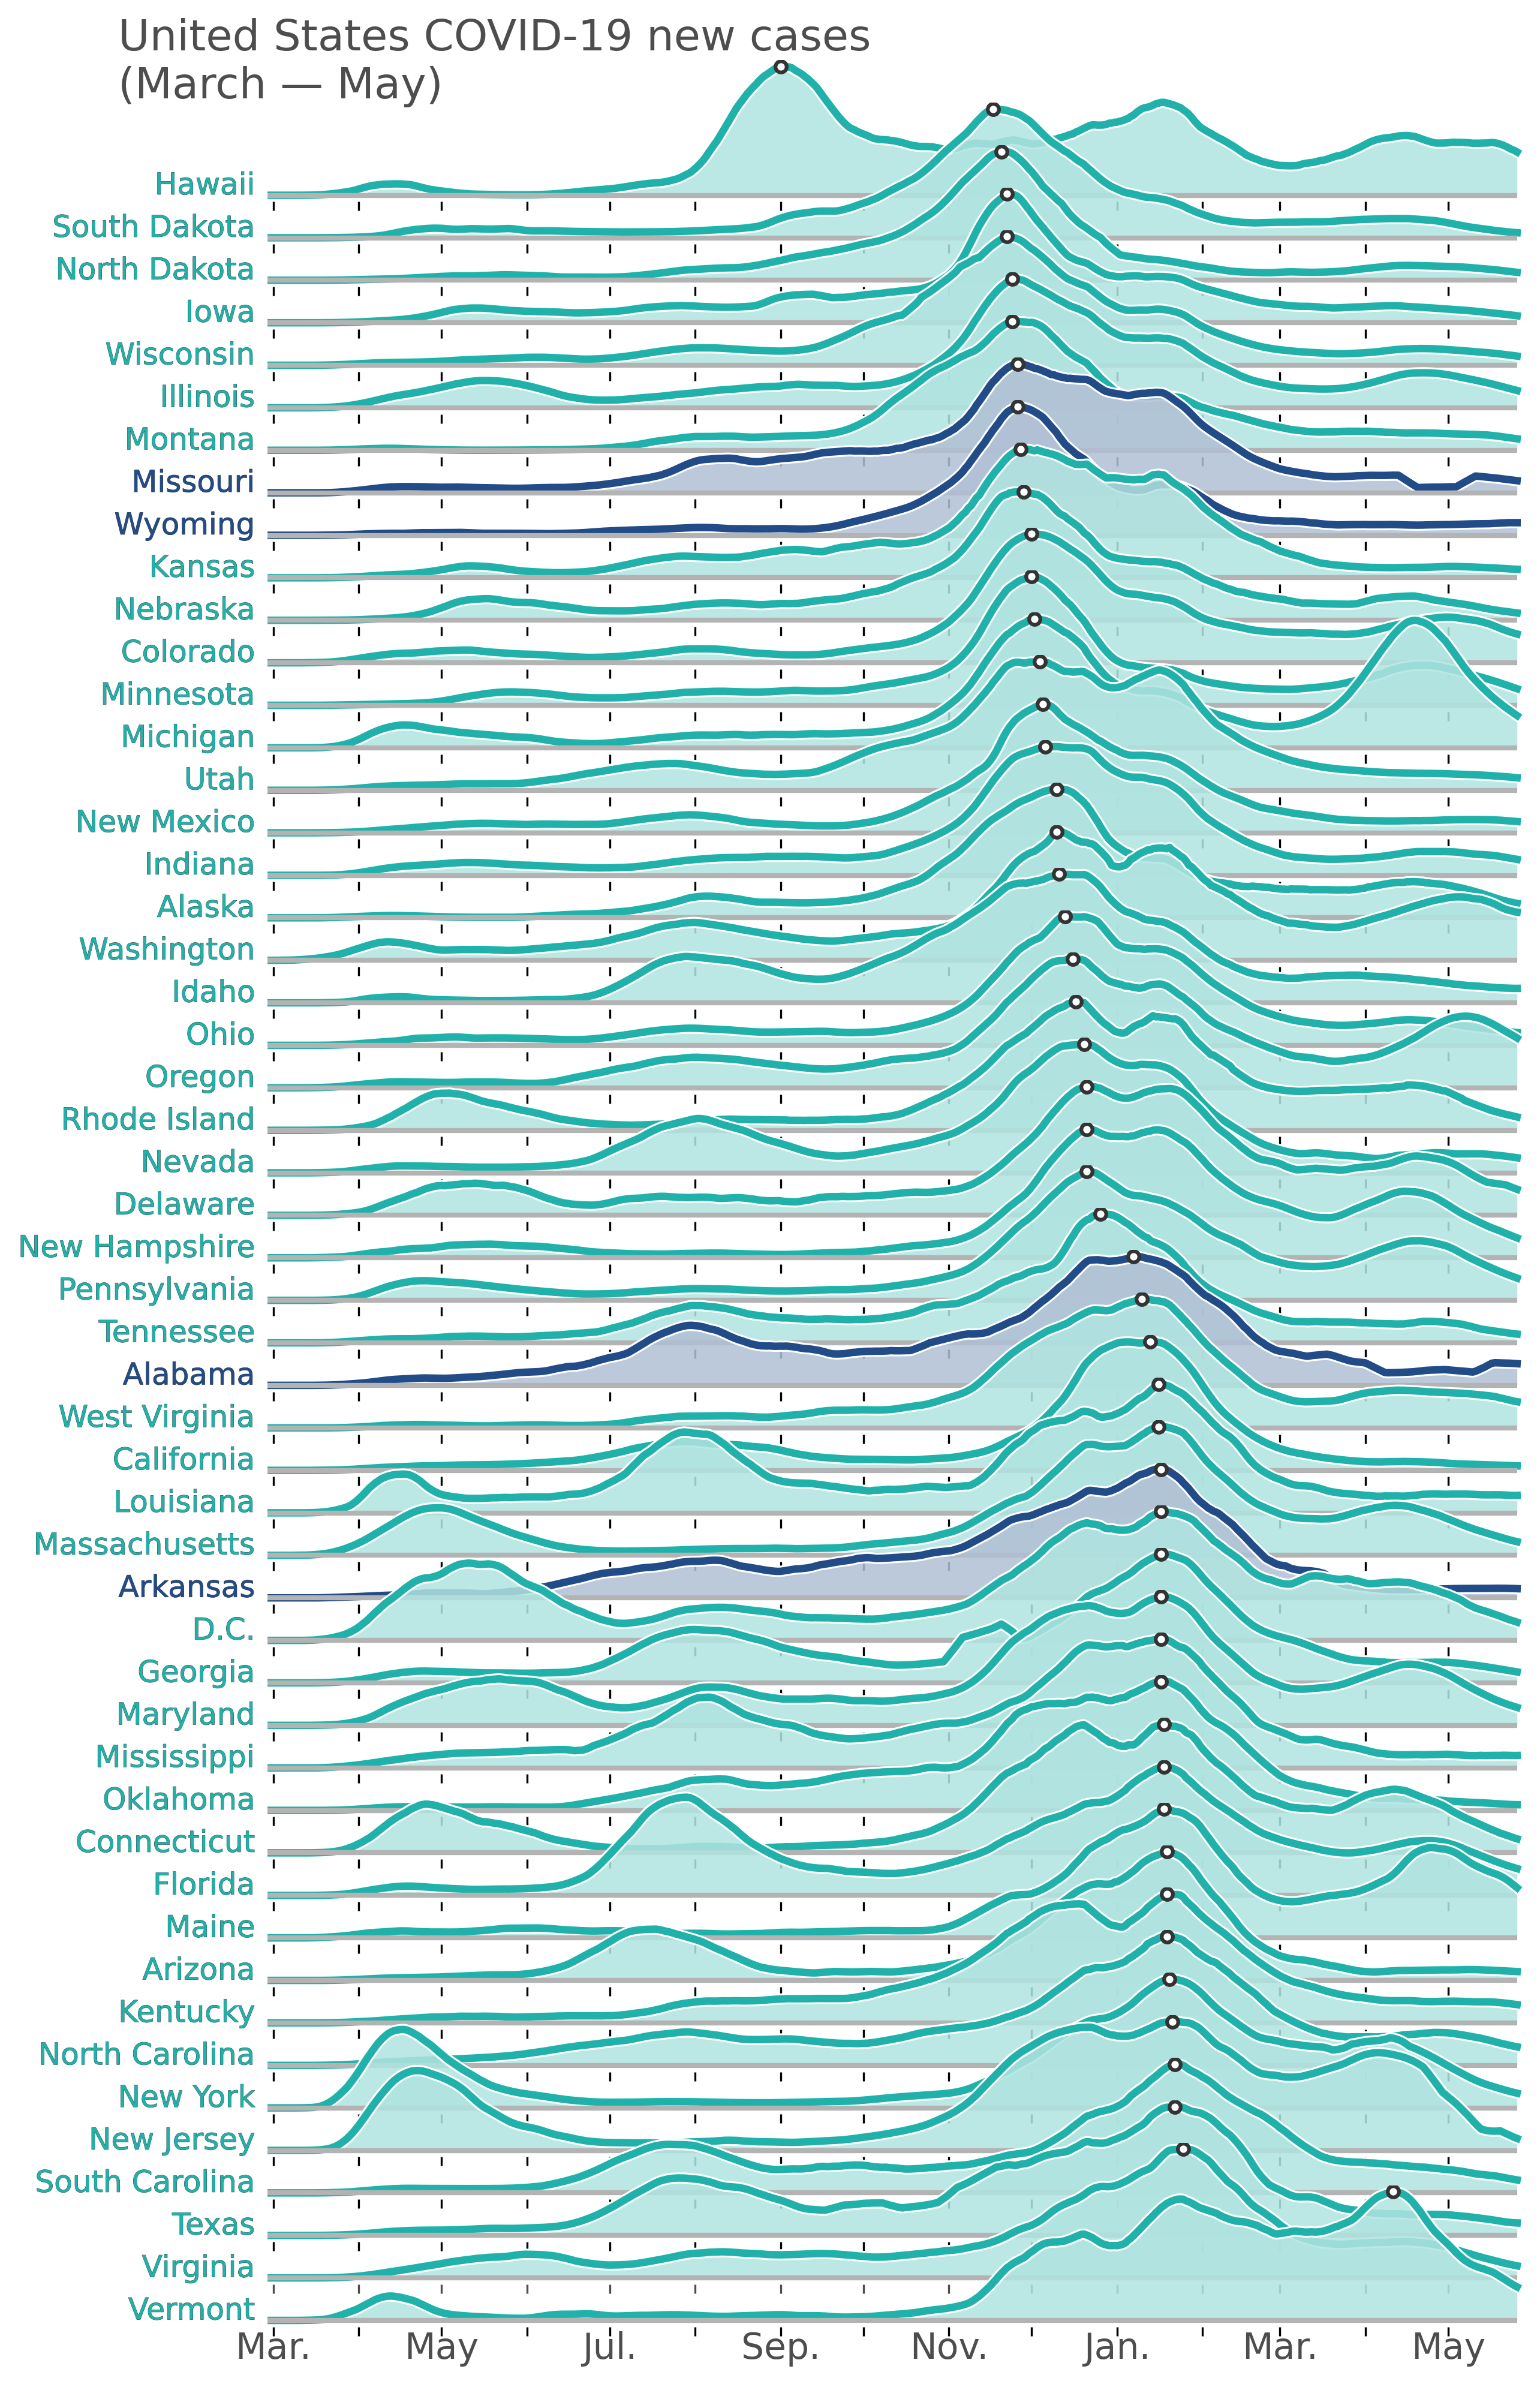 United States COVID-19 new cases
(March — May)
Hawaii
South Dakota
North Dakota
Iowa
Wisconsin
Illinois
Montana
Missouri
Wyoming
Kansas
Nebraska
Colorado
Minnesota
Michigan
Utah
New Mexico
Indiana
Alaska
Washington
Idaho
Ohio
Oregon
Rhode Island
Nevada
Delaware
New Hampshire
Pennsylvania
Tennessee
Alabama
West Virginia
California
Louisiana
Massachusetts
Arkansas
D.C.
Georgia
Maryland
Mississippi
Oklahoma
Connecticut
Florida
Maine
Arizona
Kentucky
North Carolina
New York
New Jersey
South Carolina
Texas
Virginia
Vermont
Mar. May Jul. Sep. Nov. Jan. Mar. May